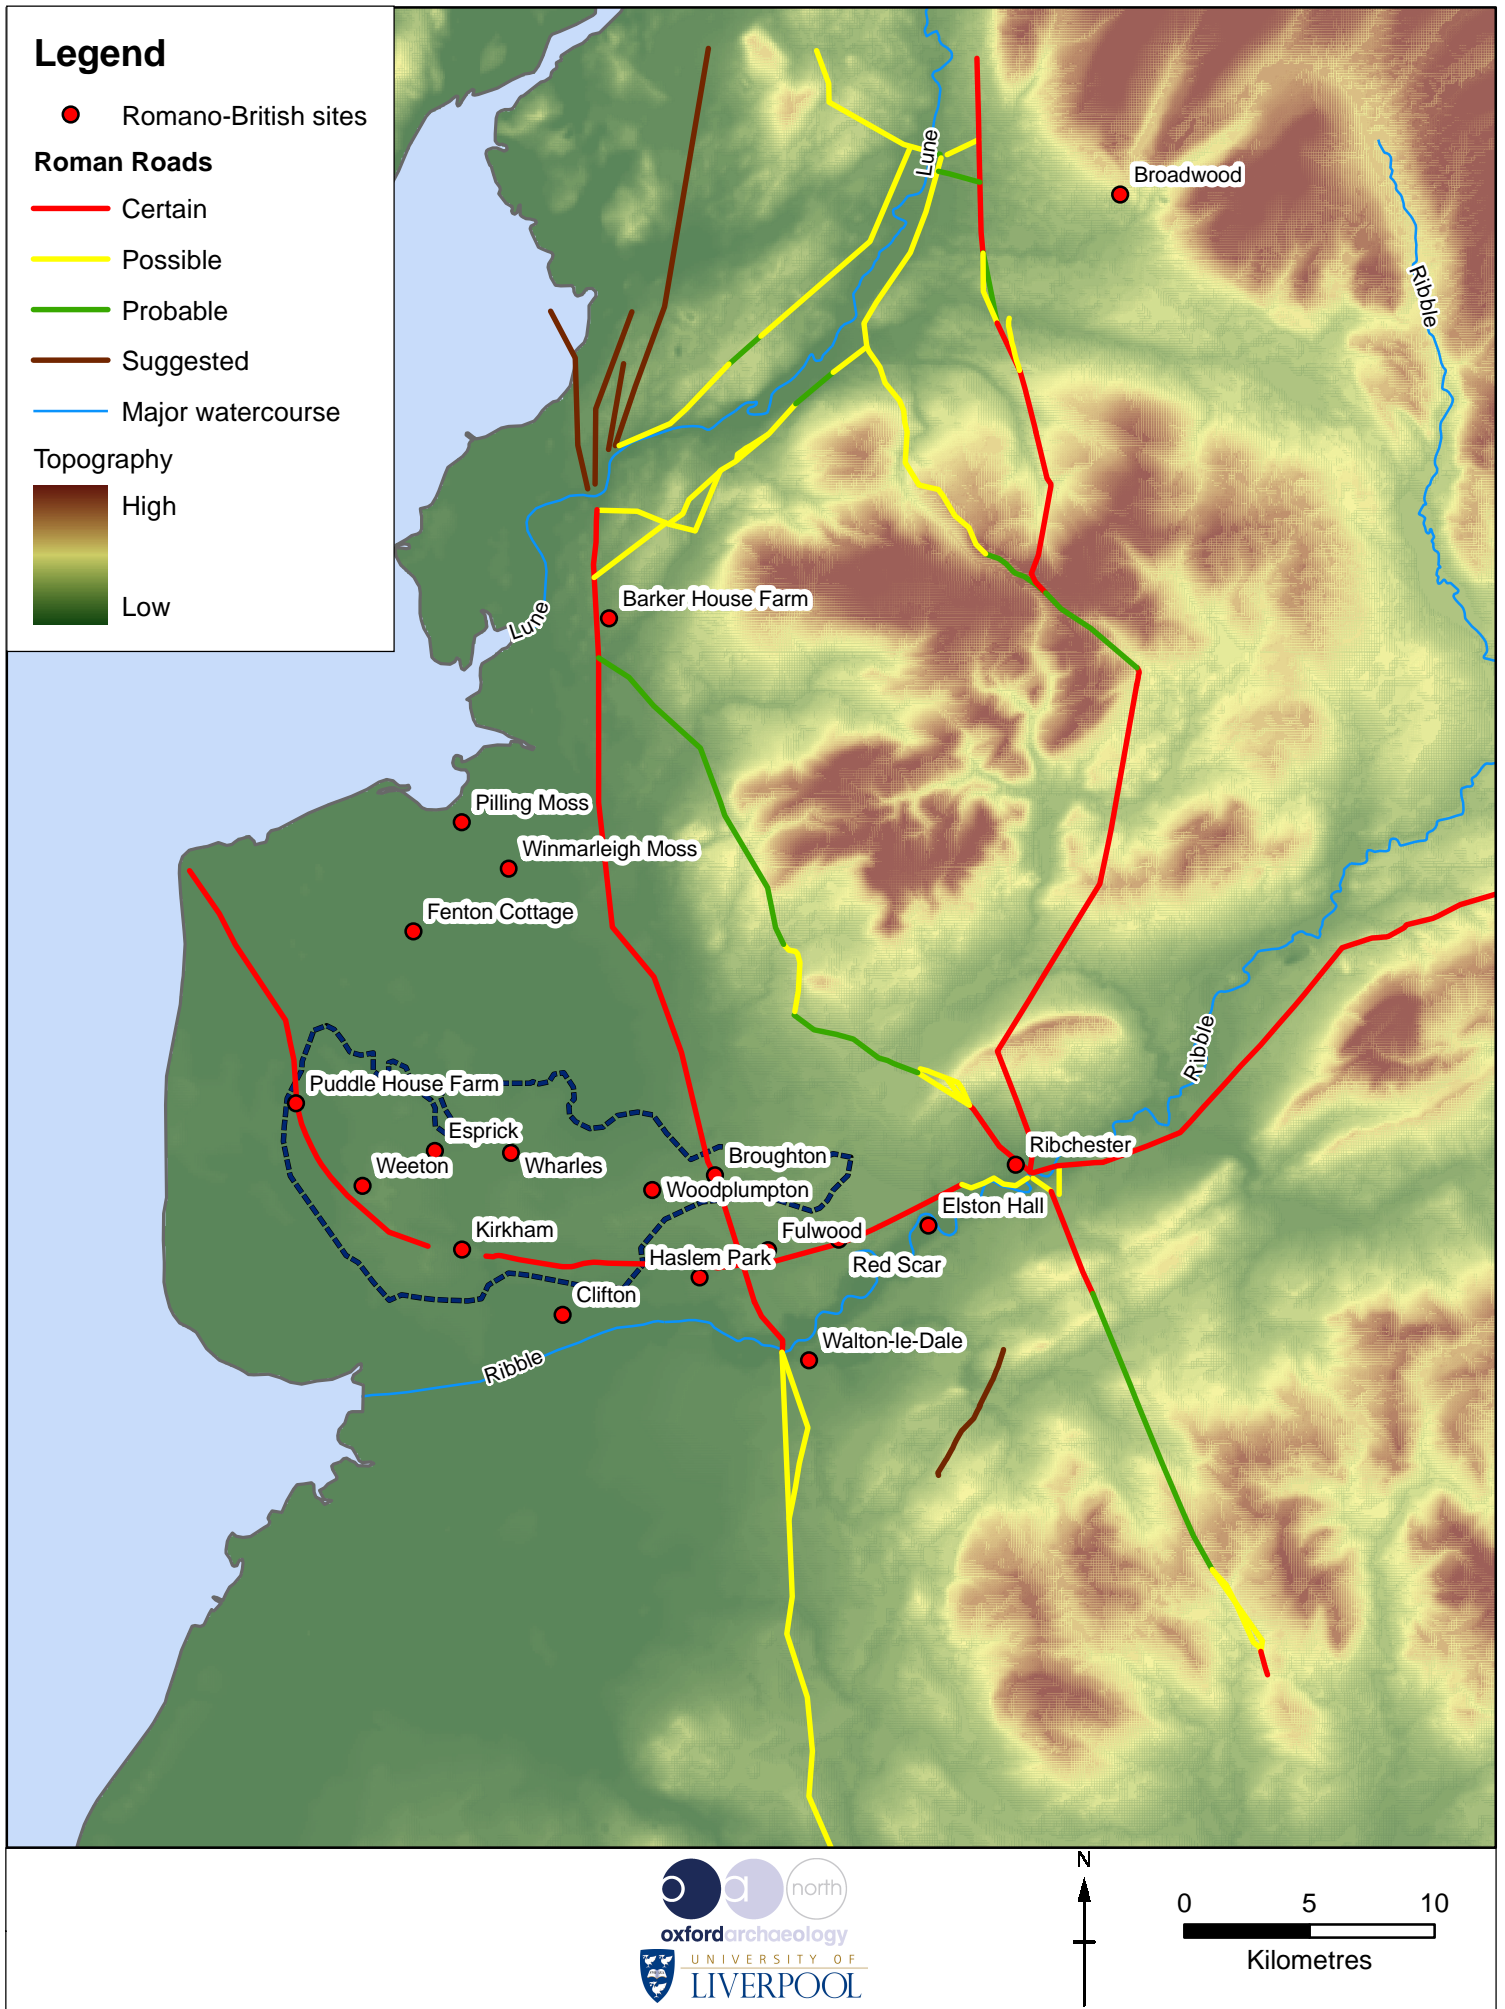 Legend
Romano-British sites
Roman Roads
Certain
Possible
Probable
Suggested
Major watercourse
Topography
High
Low
Lune
Broadwood
Ribble
Barker House Farm
Lune
Pilling Moss
Winmarleigh Moss
Fenton Cottage
Ribble
Puddle House Farm
Esprick
Weeton
Wharles
Broughton
Woodplumpton
Ribchester
Elston Hall
Kirkham
Fulwood
Haslem Park
Red Scar
Clifton
Walton-le-Dale
Ribble
o a north
oxfordarchaeology
UNIVERSITY OF
LIVERPOOL
N
0 5 10
Kilometres